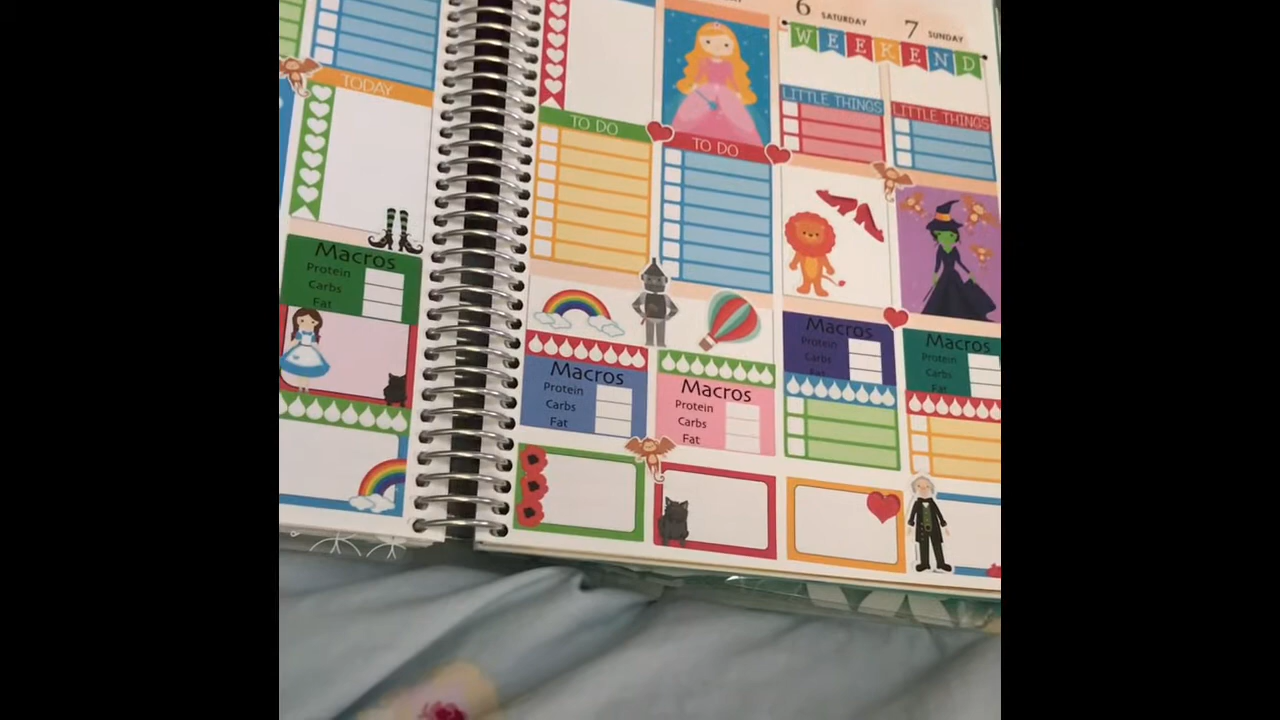 TODAY
Macros
Protein
Carbs
Fat
6 SATURDAY
7 SUNDAY
WEEKEND
LITTLE THINGS
LITTLE THINGS
TO DO
TO DO
Macros
Protein
Carbs
Fat
Macros
Protein
Carbs
Fat
Macros
Protein
Carbs
Fat
Macros
Protein
Carbs
Fat